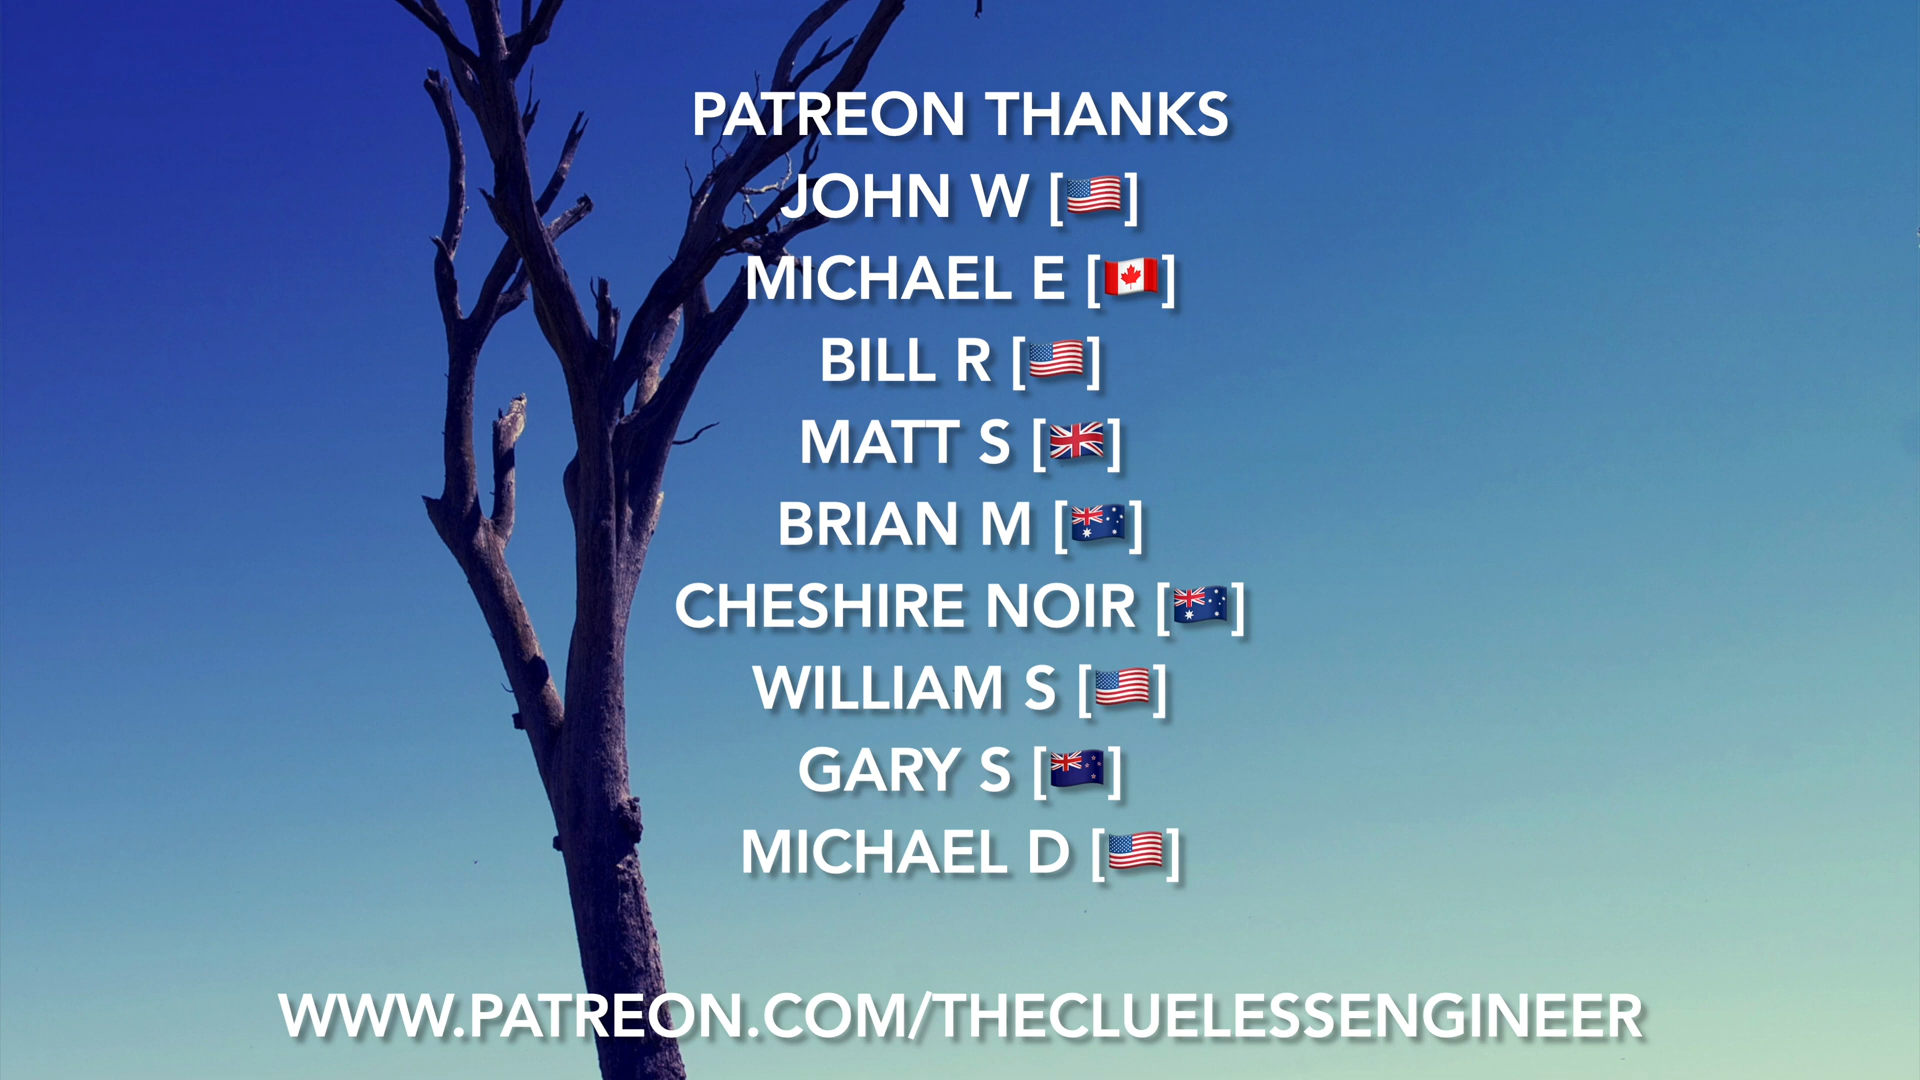 PATREON THANKS
JOHN W [🇺🇸]
MICHAEL E [🇨🇦]
BILL R [🇺🇸]
MATT S [🇬🇧]
BRIAN M [🇦🇺]
CHESHIRE NOIR [🇦🇺]
WILLIAM S [🇺🇸]
GARY S [🇳🇿]
MICHAEL D [🇺🇸]
WWW.PATREON.COM/THECLUELESSENGINEER